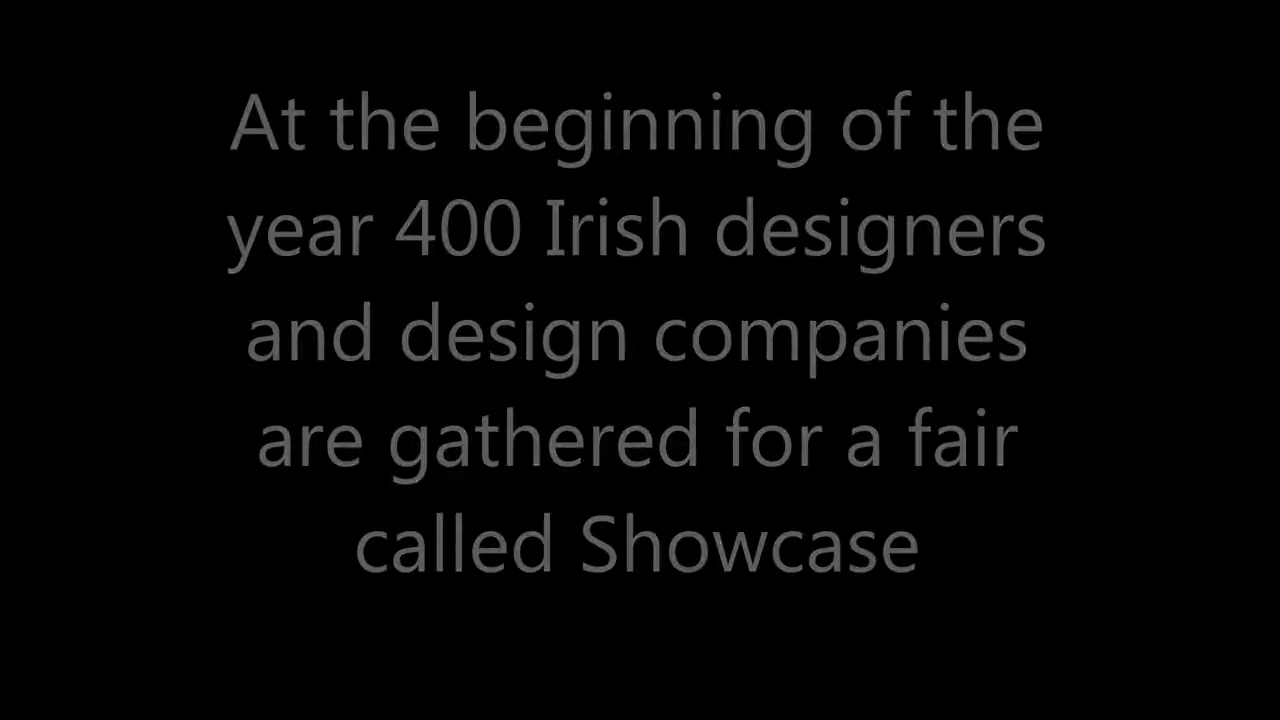 At the beginning of the
year 400 Irish designers
and design companies
are gathered for a fair
called Showcase